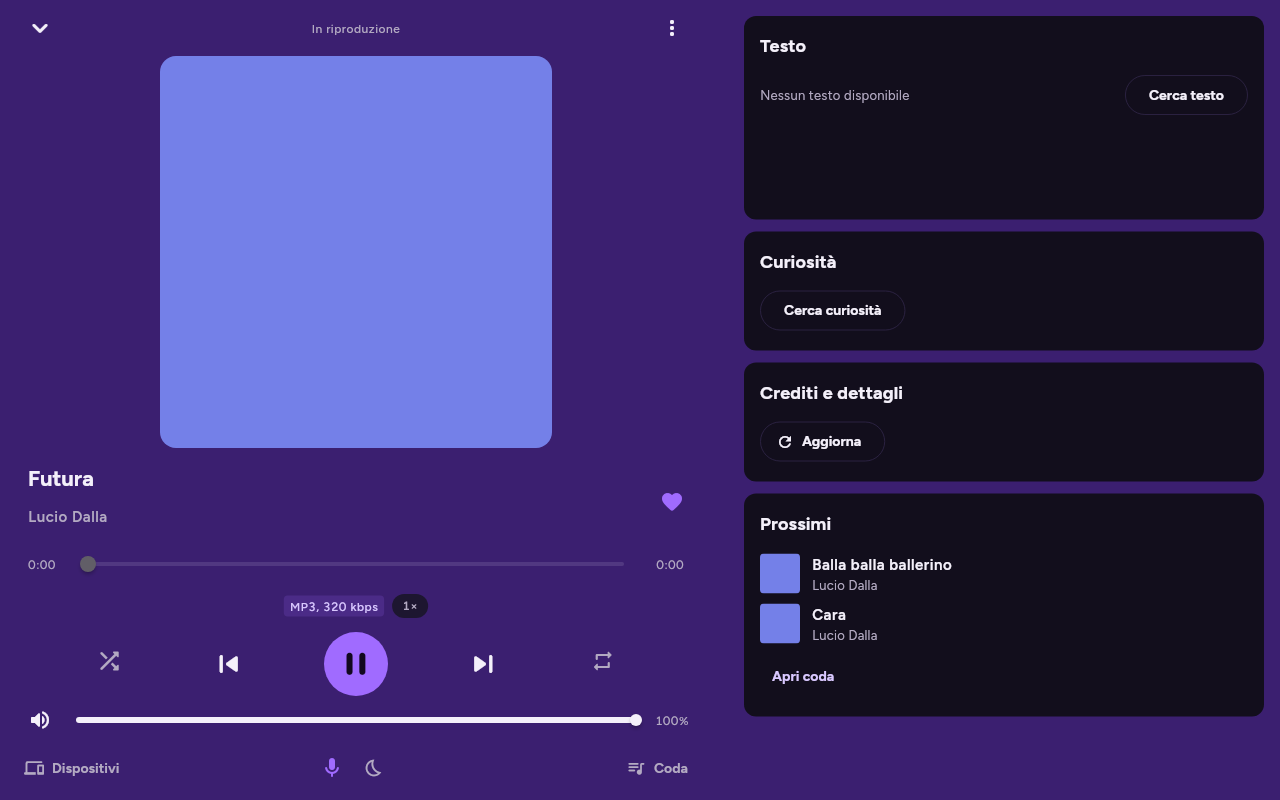 In riproduzione
Futura
Lucio Dalla
0:00
0:00
MP3, 320 kbps
1×
100%
Dispositivi
Coda
Testo
Nessun testo disponibile
Cerca testo
Curiosità
Cerca curiosità
Crediti e dettagli
Aggiorna
Prossimi
Balla balla ballerino
Lucio Dalla
Cara
Lucio Dalla
Apri coda